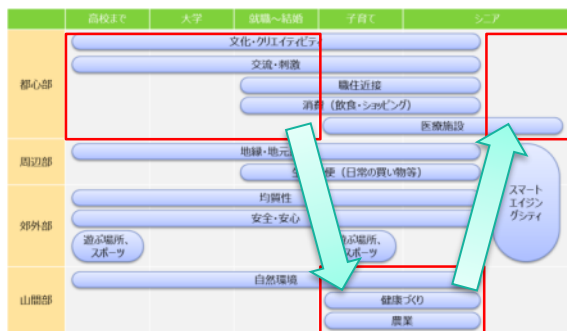 高校まで 大学 就職～結婚 子育て シニア
都心部
文化・クリエイティビティ
交流・刺激
職住近接
消費（飲食・ショッピング）
医療施設
周辺部
地縁・地元
便（日常の買い物等）
郊外部
均質性
安全・安心
遊ぶ場所、
スポーツ
ぶ場所、
スポーツ
スマート
エイジン
グシティ
山間部
自然環境
健康づくり
農業